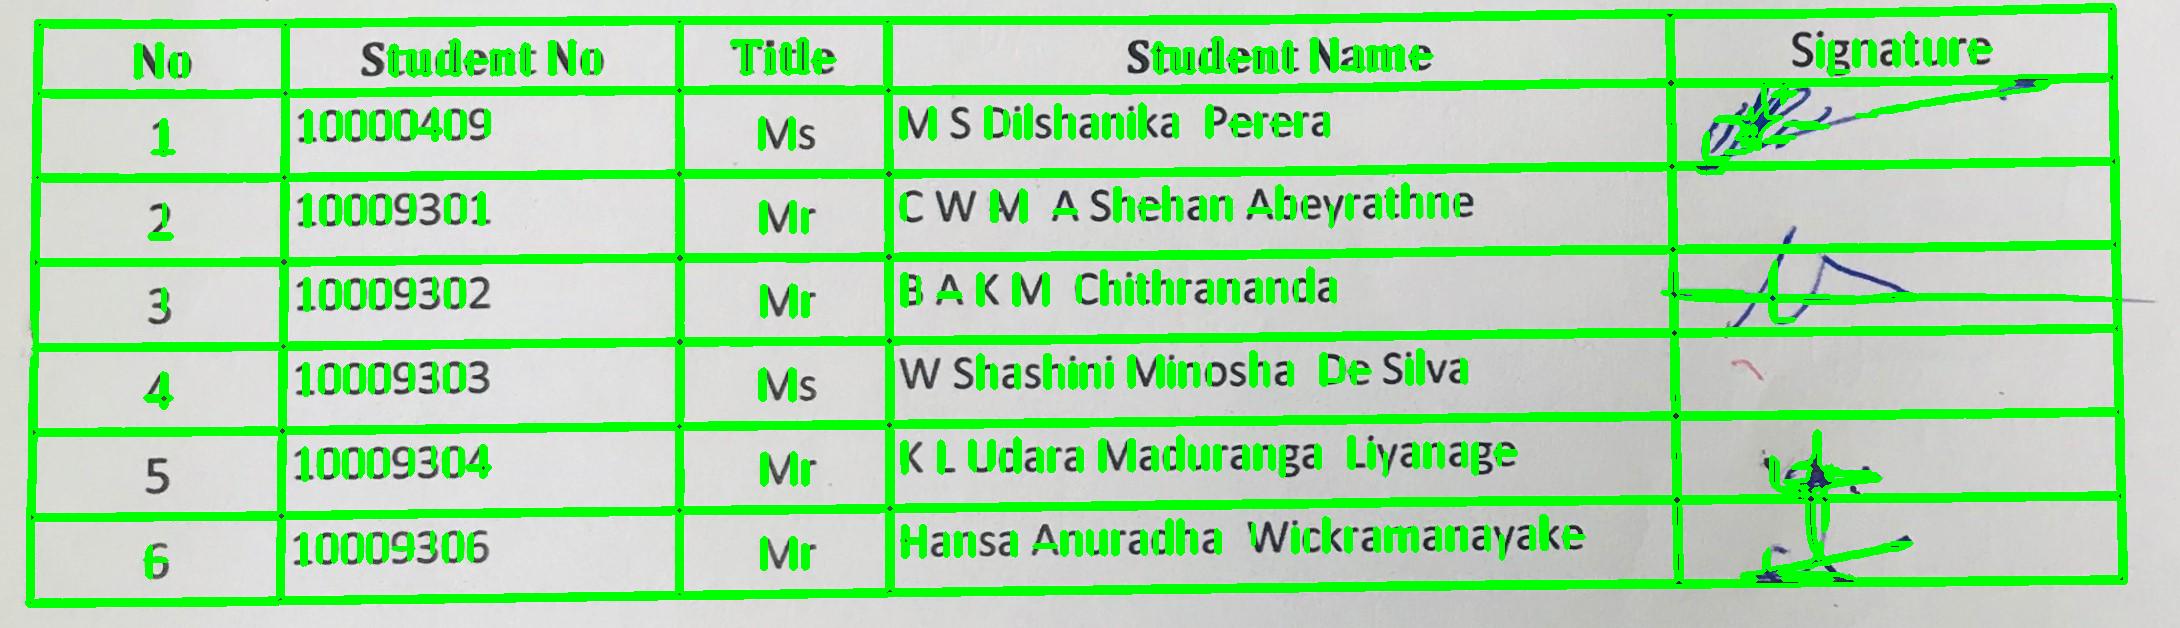 No Student No Title Student Name Signature
1 10000409 Ms M S Dilshanika Perera
2 10009301 Mr C W M A Shehan Abeyrathne
3 10009302 Mr B A K M Chithrananda
4 10009303 Ms W Shashini Minosha De Silva
5 10009304 Mr K L Udara Maduranga Liyanage
6 10009306 Mr Hansa Anuradha Wickramanayake